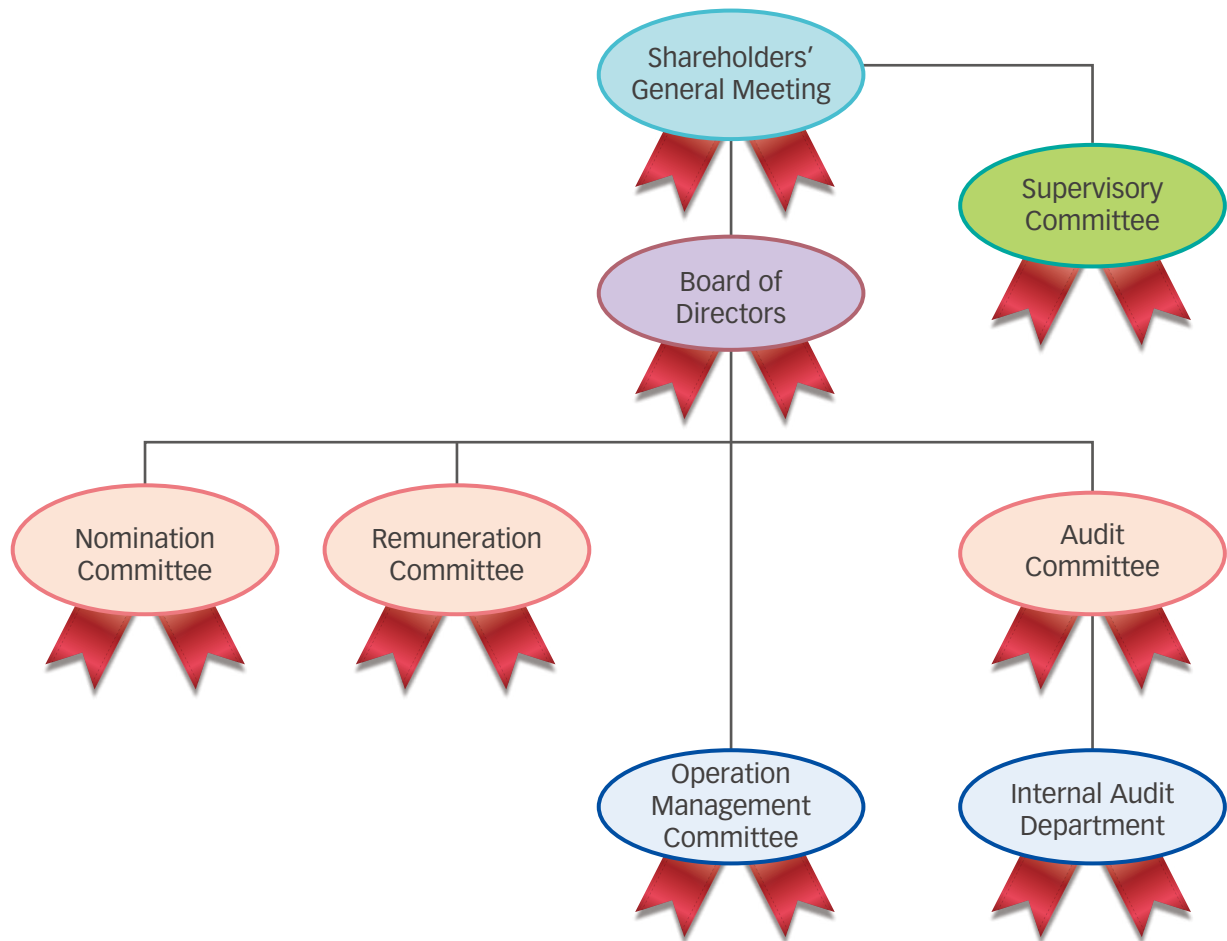 Shareholders’
General Meeting
Supervisory
Committee
Board of
Directors
Nomination
Committee
Remuneration
Committee
Audit
Committee
Operation
Management
Committee
Internal Audit
Department